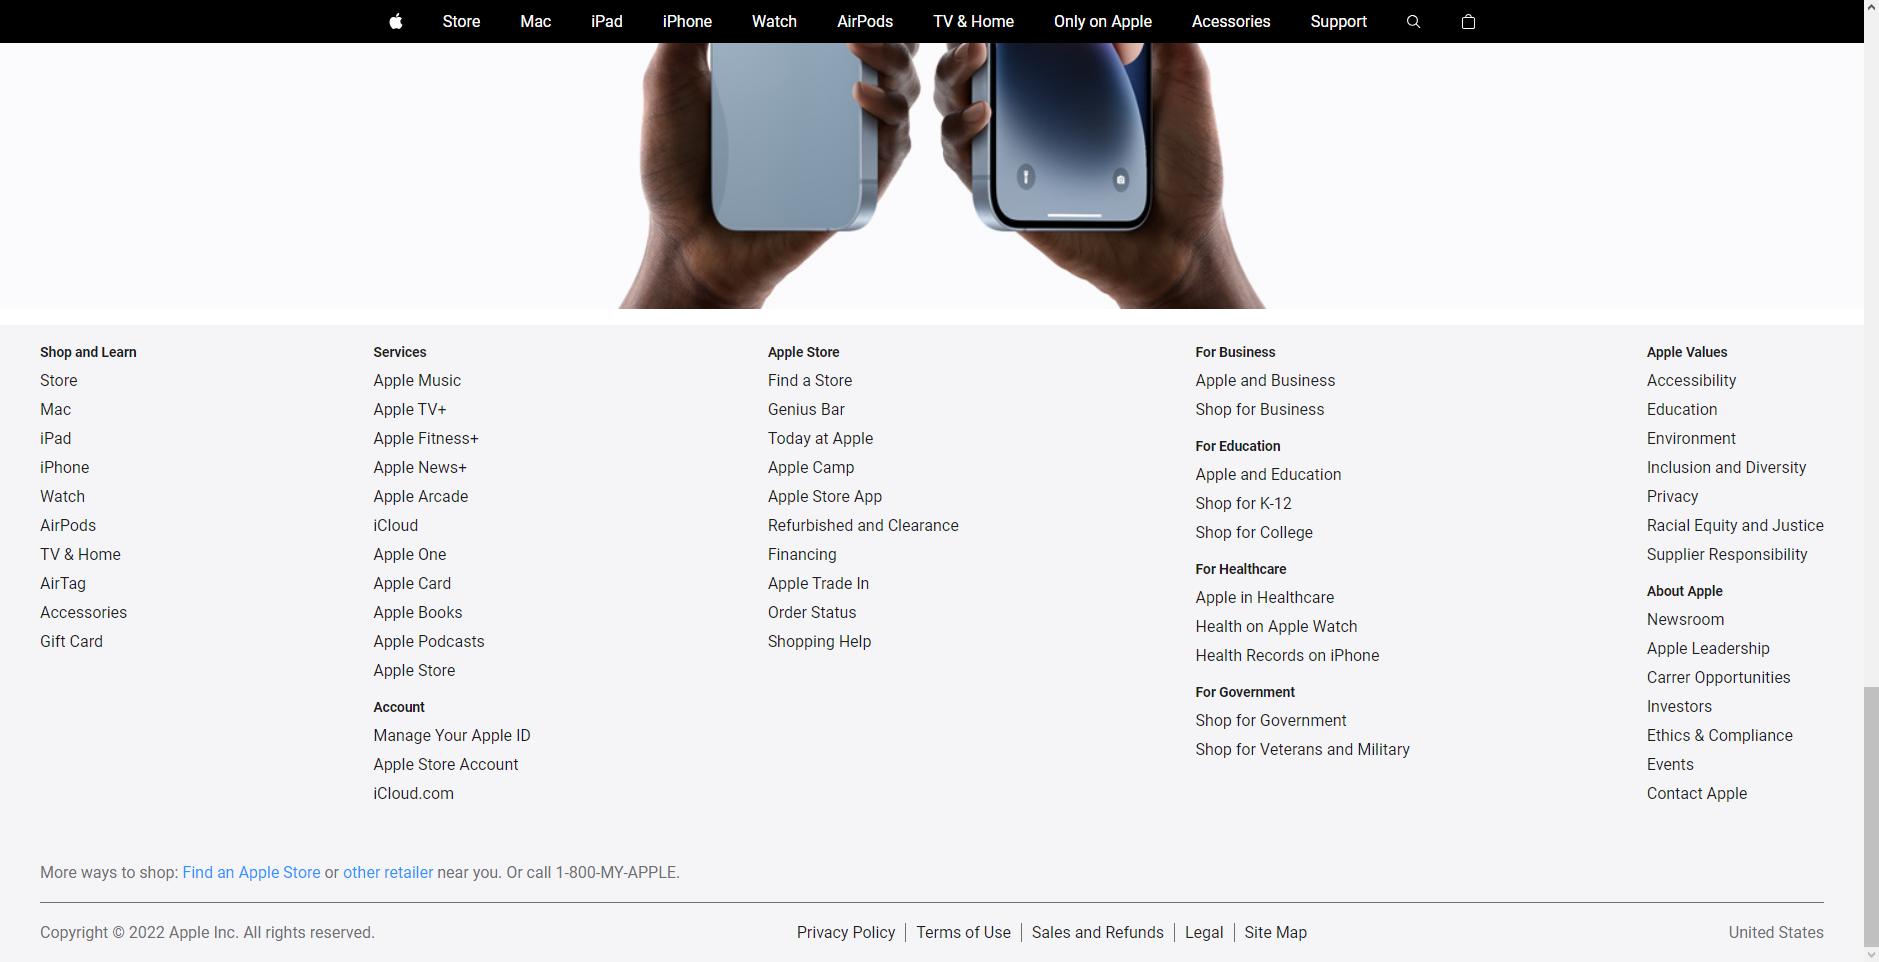 Store Mac iPad iPhone Watch AirPods TV & Home Only on Apple Acessories Support
Shop and Learn
Store
Mac
iPad
iPhone
Watch
AirPods
TV & Home
AirTag
Accessories
Gift Card
Services
Apple Music
Apple TV+
Apple Fitness+
Apple News+
Apple Arcade
iCloud
Apple One
Apple Card
Apple Books
Apple Podcasts
Apple Store
Account
Manage Your Apple ID
Apple Store Account
iCloud.com
Apple Store
Find a Store
Genius Bar
Today at Apple
Apple Camp
Apple Store App
Refurbished and Clearance
Financing
Apple Trade In
Order Status
Shopping Help
For Business
Apple and Business
Shop for Business
For Education
Apple and Education
Shop for K-12
Shop for College
For Healthcare
Apple in Healthcare
Health on Apple Watch
Health Records on iPhone
For Government
Shop for Government
Shop for Veterans and Military
Apple Values
Accessibility
Education
Environment
Inclusion and Diversity
Privacy
Racial Equity and Justice
Supplier Responsibility
About Apple
Newsroom
Apple Leadership
Carrer Opportunities
Investors
Ethics & Compliance
Events
Contact Apple
More ways to shop: Find an Apple Store or other retailer near you. Or call 1-800-MY-APPLE.
Copyright © 2022 Apple Inc. All rights reserved.
Privacy Policy | Terms of Use | Sales and Refunds | Legal | Site Map
United States